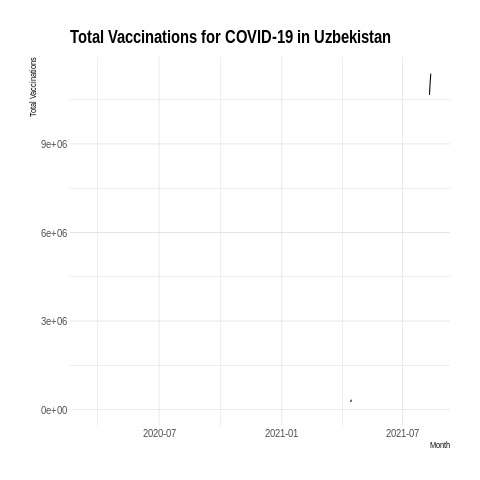 Total Vaccinations for COVID-19 in Uzbekistan
Total Vaccinations
9e+06
6e+06
3e+06
0e+00
2020-07
2021-01
2021-07
Month